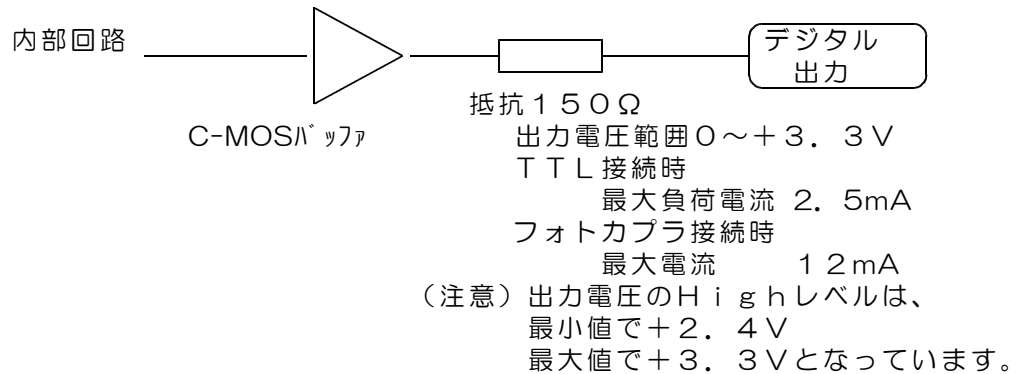 内部回路
デジタル
出力
抵抗１５０Ω
C-MOSﾊﾞｯﾌｧ
出力電圧範囲０～＋３．３Ｖ
ＴＴＬ接続時
最大負荷電流 ２．５mA
フォトカプラ接続時
最大電流　　１２mA
（注意）出力電圧のＨｉｇｈレベルは、
最小値で＋２．４Ｖ
最大値で＋３．３Ｖとなっています。